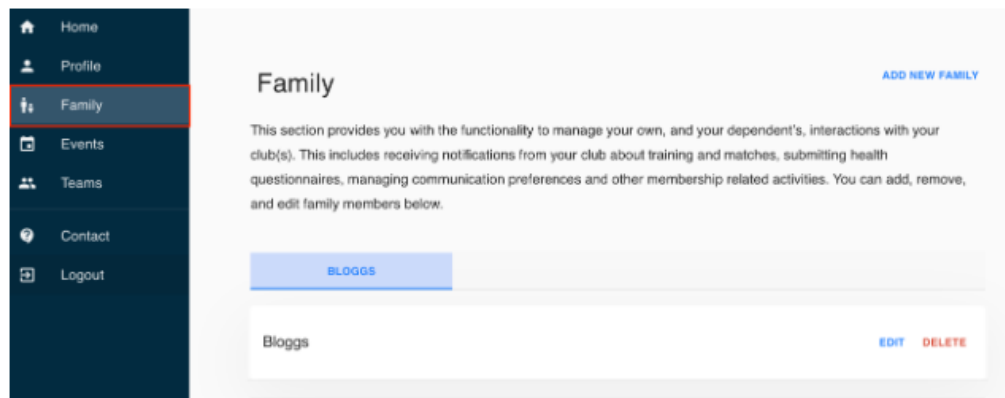 Home
Profile
Family
Events
Teams
Contact
Logout
Family
ADD NEW FAMILY
This section provides you with the functionality to manage your own, and your dependent's, interactions with your
club(s). This includes receiving notifications from your club about training and matches, submitting health
questionnaires, managing communication preferences and other membership related activities. You can add, remove,
and edit family members below.
BLOGGS
Bloggs
EDIT DELETE